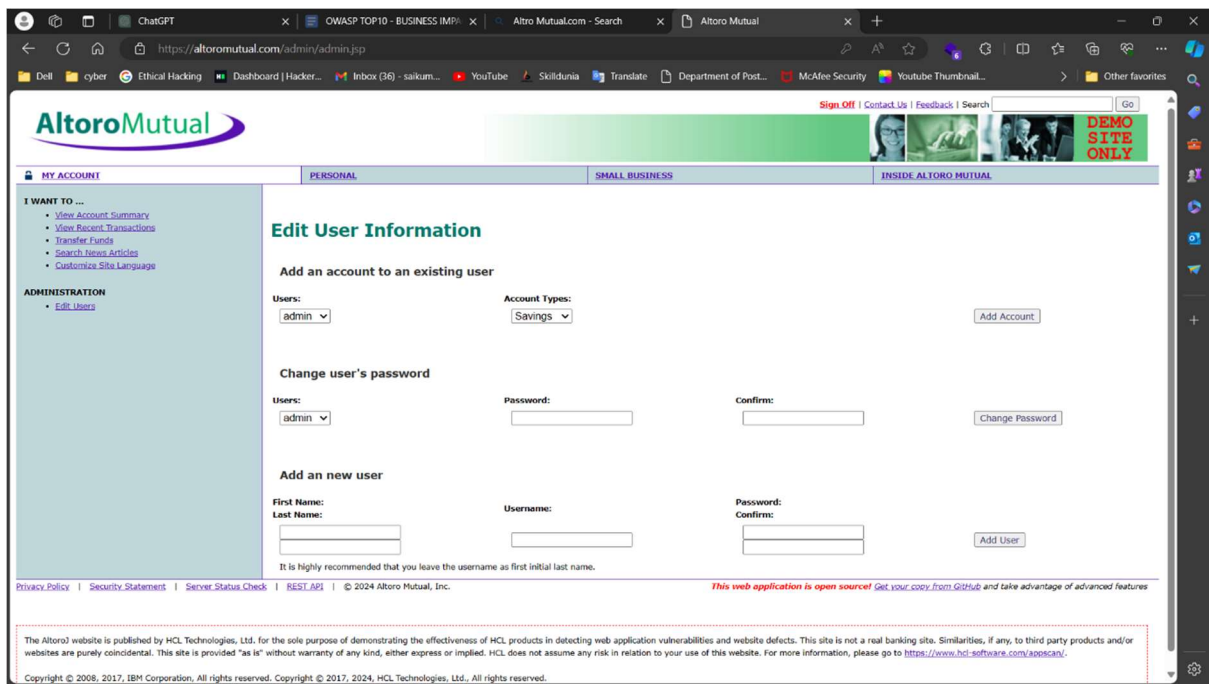 ChatGPT
OWASP TOP10 - BUSINESS IMPA
Altro Mutual.com - Search
Altoro Mutual
https://altoromutual.com/admin/admin.jsp
6
Dell
cyber
Ethical Hacking
Dashboard | Hacker...
Inbox (36) - saikum...
YouTube
Skilldunia
Translate
Department of Post...
McAfee Security
Youtube Thumbnail...
Other favorites
Sign Off | Contact Us | Feedback | Search
Go
AltoroMutual
DEMO
SITE
ONLY
MY ACCOUNT
PERSONAL
SMALL BUSINESS
INSIDE ALTORO MUTUAL
I WANT TO ...
View Account Summary
View Recent Transactions
Transfer Funds
Search News Articles
Customize Site Language
ADMINISTRATION
Edit Users
Edit User Information
Add an account to an existing user
Users:
Account Types:
admin
Savings
Add Account
Change user's password
Users:
Password:
Confirm:
admin
Change Password
Add an new user
First Name:
Last Name:
Username:
Password:
Confirm:
Add User
It is highly recommended that you leave the username as first initial last name.
Privacy Policy | Security Statement | Server Status Check | REST API | © 2024 Altoro Mutual, Inc.
This web application is open source! Get your copy from GitHub and take advantage of advanced features
The AltoroJ website is published by HCL Technologies, Ltd. for the sole purpose of demonstrating the effectiveness of HCL products in detecting web application vulnerabilities and website defects. This site is not a real banking site. Similarities, if any, to third party products and/or
websites are purely coincidental. This site is provided "as is" without warranty of any kind, either express or implied. HCL does not assume any risk in relation to your use of this website. For more information, please go to https://www.hcl-software.com/appscan/.
Copyright © 2008, 2017, IBM Corporation, All rights reserved. Copyright © 2017, 2024, HCL Technologies, Ltd., All rights reserved.